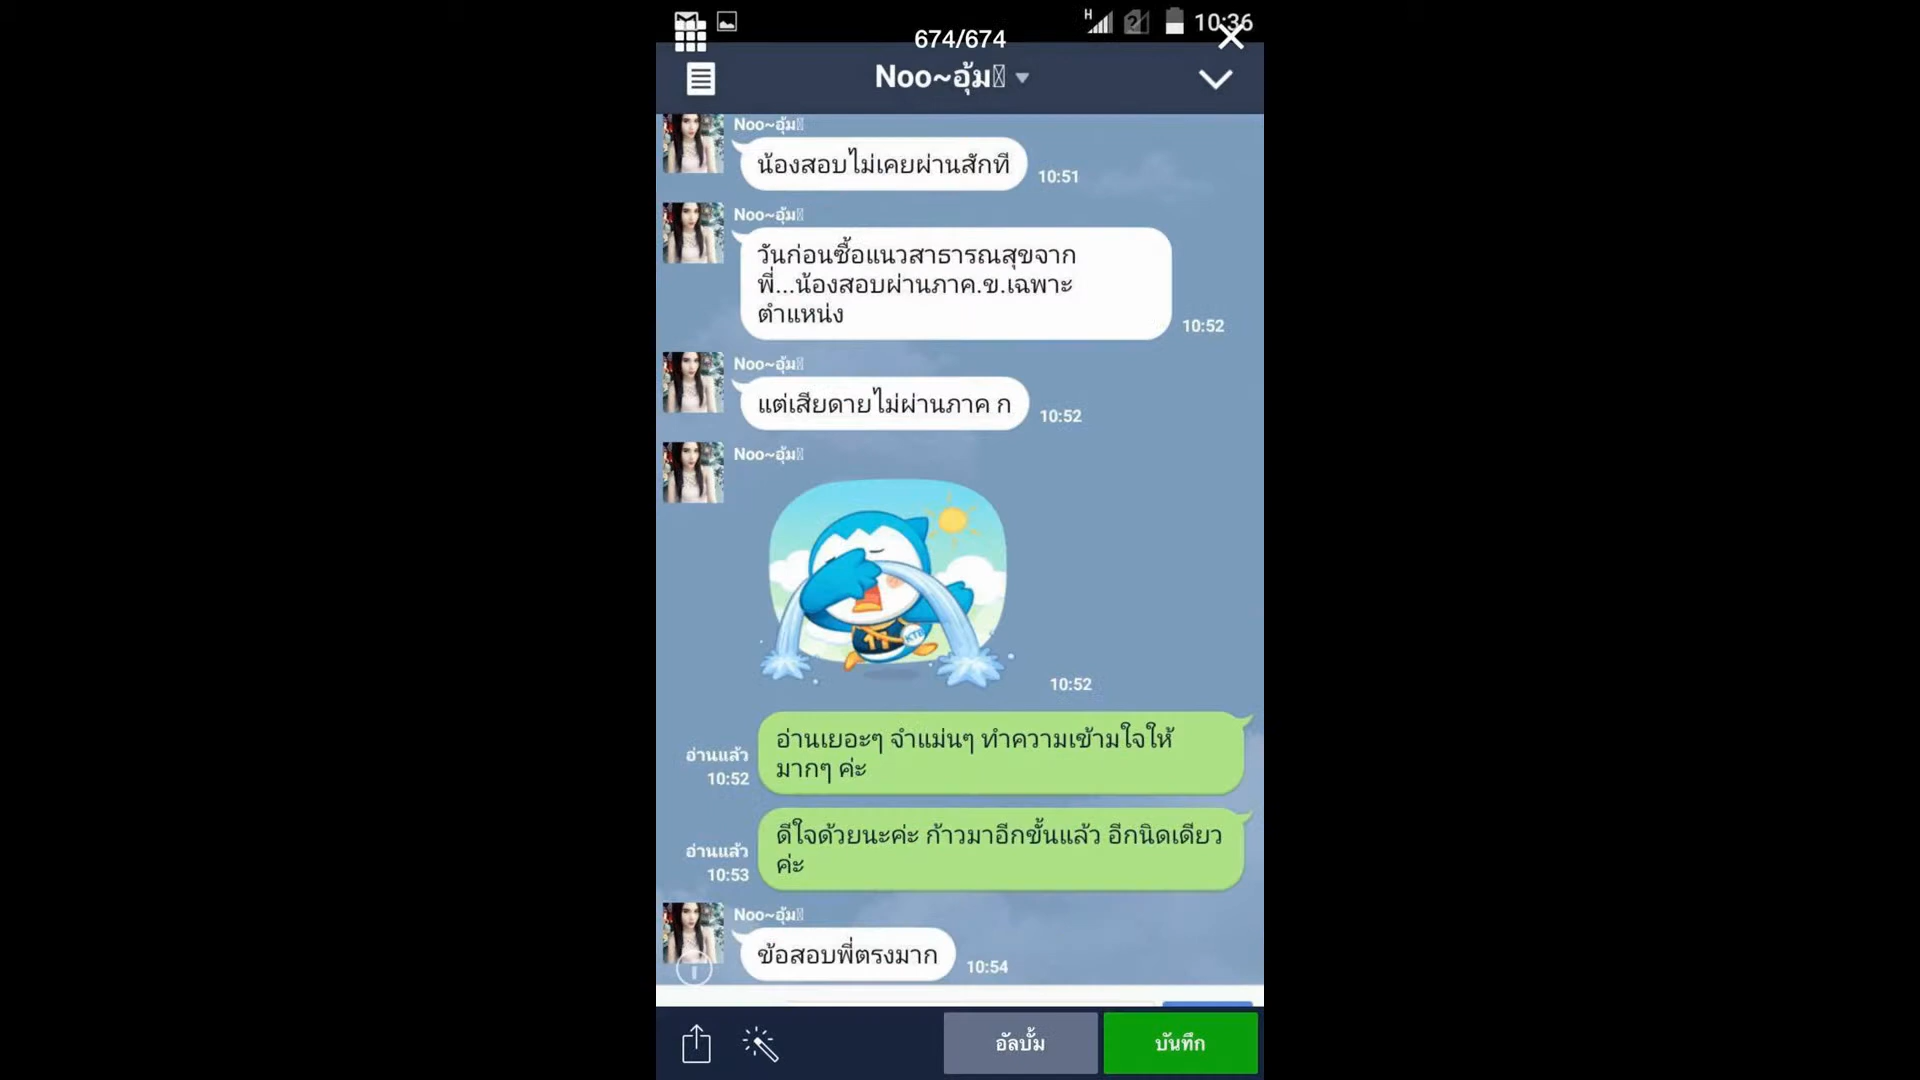 10:36
674/674
Noo~อุ้ม
Noo~อุ้ม
น้องสอบไม่เคยผ่านสักที
10:51
Noo~อุ้ม
วันก่อนซื้อแนวสาธารณสุขจาก
พี่...น้องสอบผ่านภาค.ข.เฉพาะ
ตำแหน่ง
10:52
Noo~อุ้ม
แต่เสียดายไม่ผ่านภาค ก
10:52
Noo~อุ้ม
11
KTB
10:52
อ่านเยอะๆ จำแม่นๆ ทำความเข้ามใจให้
มากๆ ค่ะ
อ่านแล้ว
10:52
ดีใจด้วยนะค่ะ ก้าวมาอีกขั้นแล้ว อีกนิดเดียว
ค่ะ
อ่านแล้ว
10:53
Noo~อุ้ม
ข้อสอบพี่ตรงมาก
10:54
อัลบั้ม
บันทึก